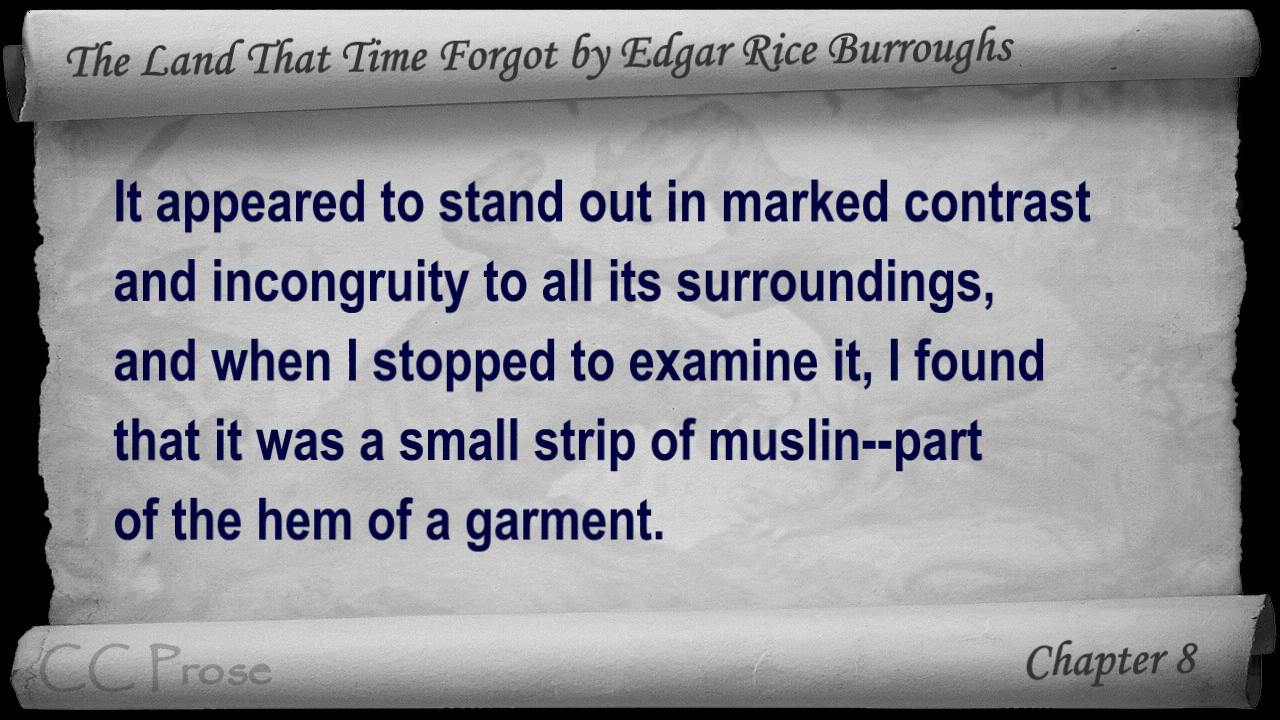 The Land That Time Forgot by Edgar Rice Burroughs
It appeared to stand out in marked contrast
and incongruity to all its surroundings,
and when I stopped to examine it, I found
that it was a small strip of muslin--part
of the hem of a garment.
CC Prose
Chapter 8